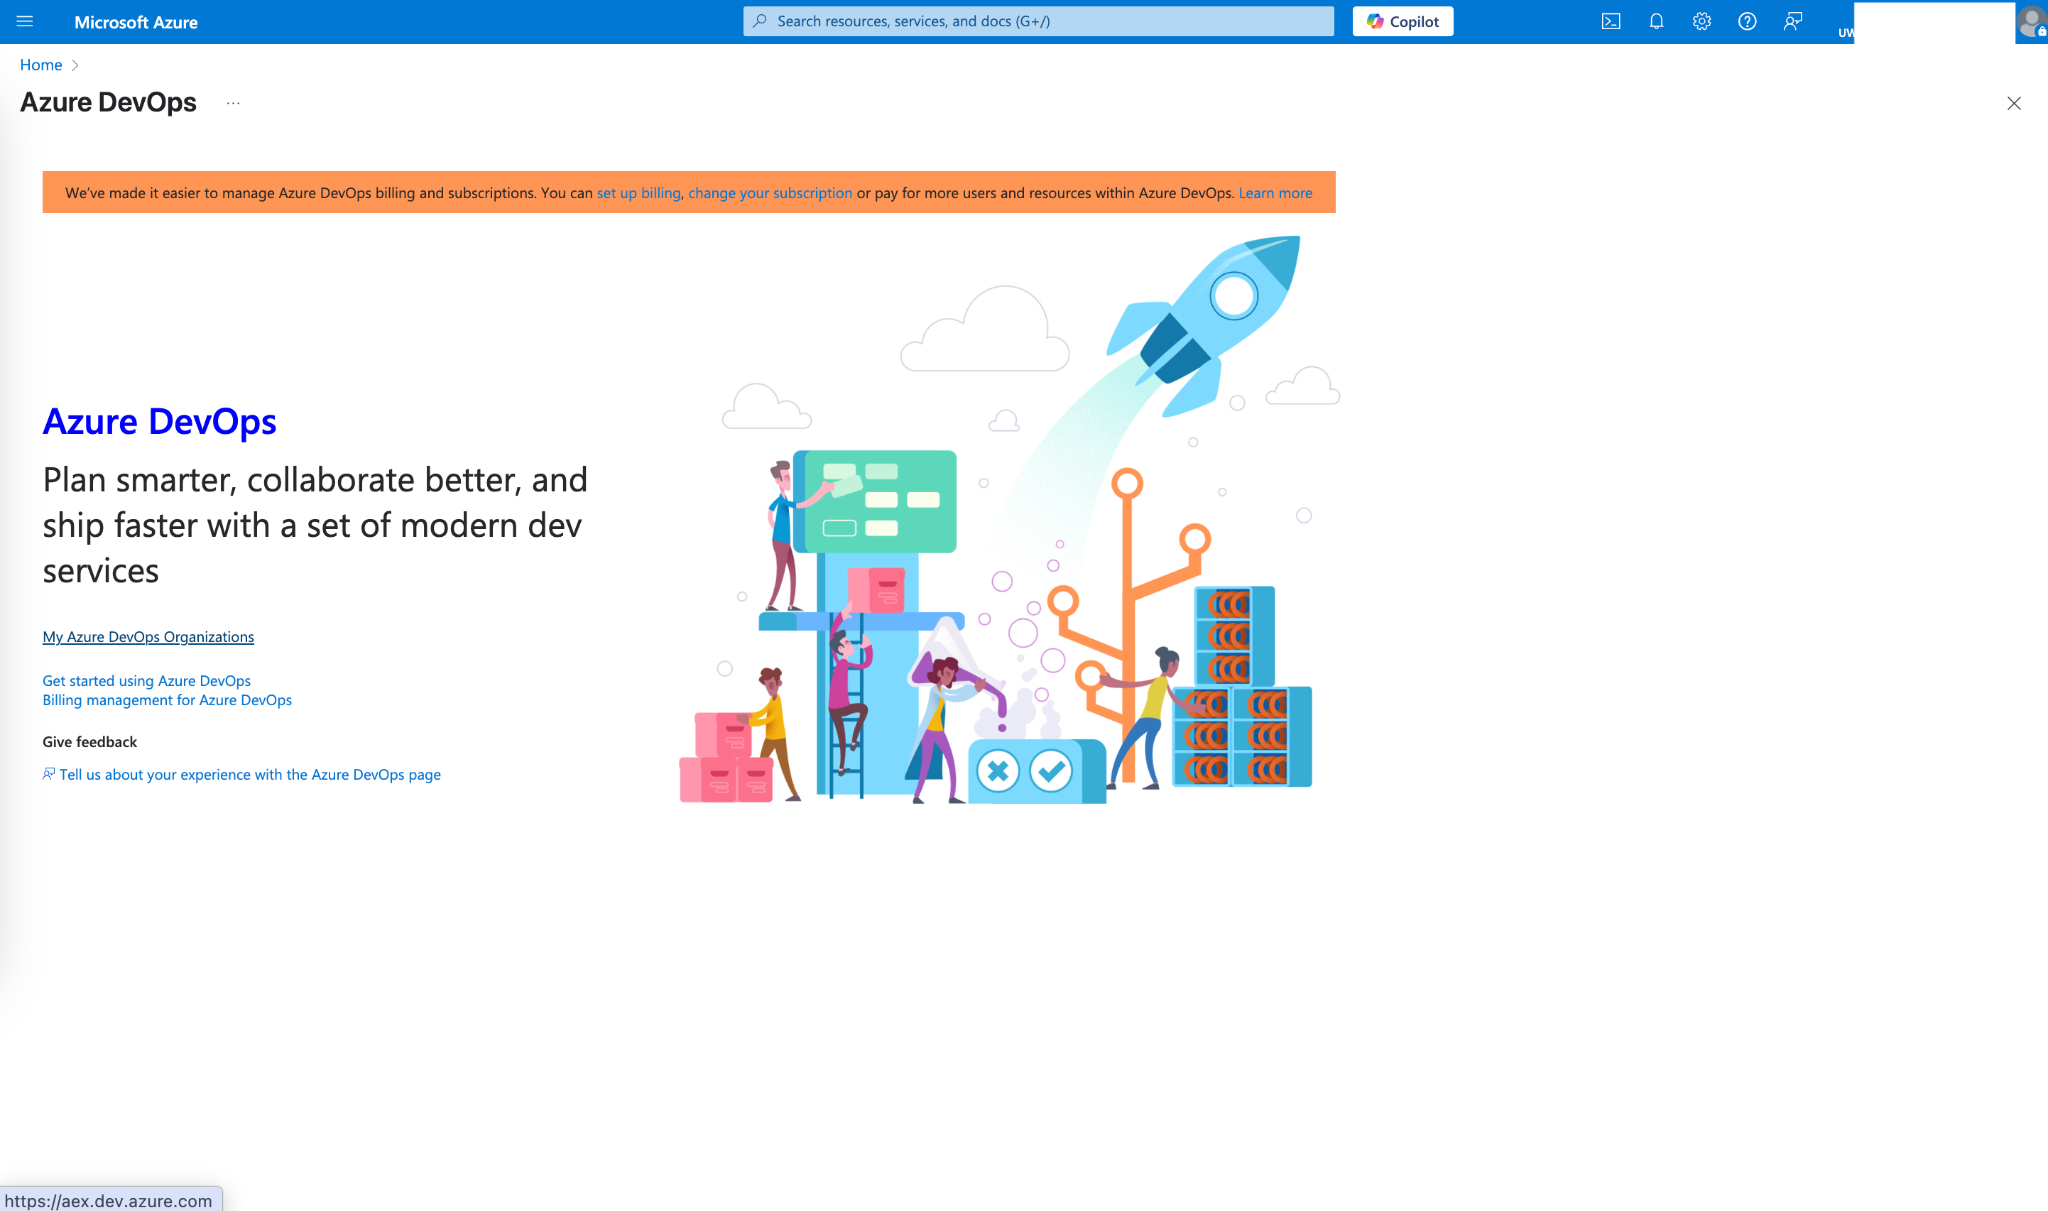 Microsoft Azure
Search resources, services, and docs (G+/)
Copilot
UW
Home
Azure DevOps
We've made it easier to manage Azure DevOps billing and subscriptions. You can set up billing, change your subscription or pay for more users and resources within Azure DevOps. Learn more
Azure DevOps
Plan smarter, collaborate better, and
ship faster with a set of modern dev
services
My Azure DevOps Organizations
Get started using Azure DevOps
Billing management for Azure DevOps
Give feedback
Tell us about your experience with the Azure DevOps page
https://aex.dev.azure.com